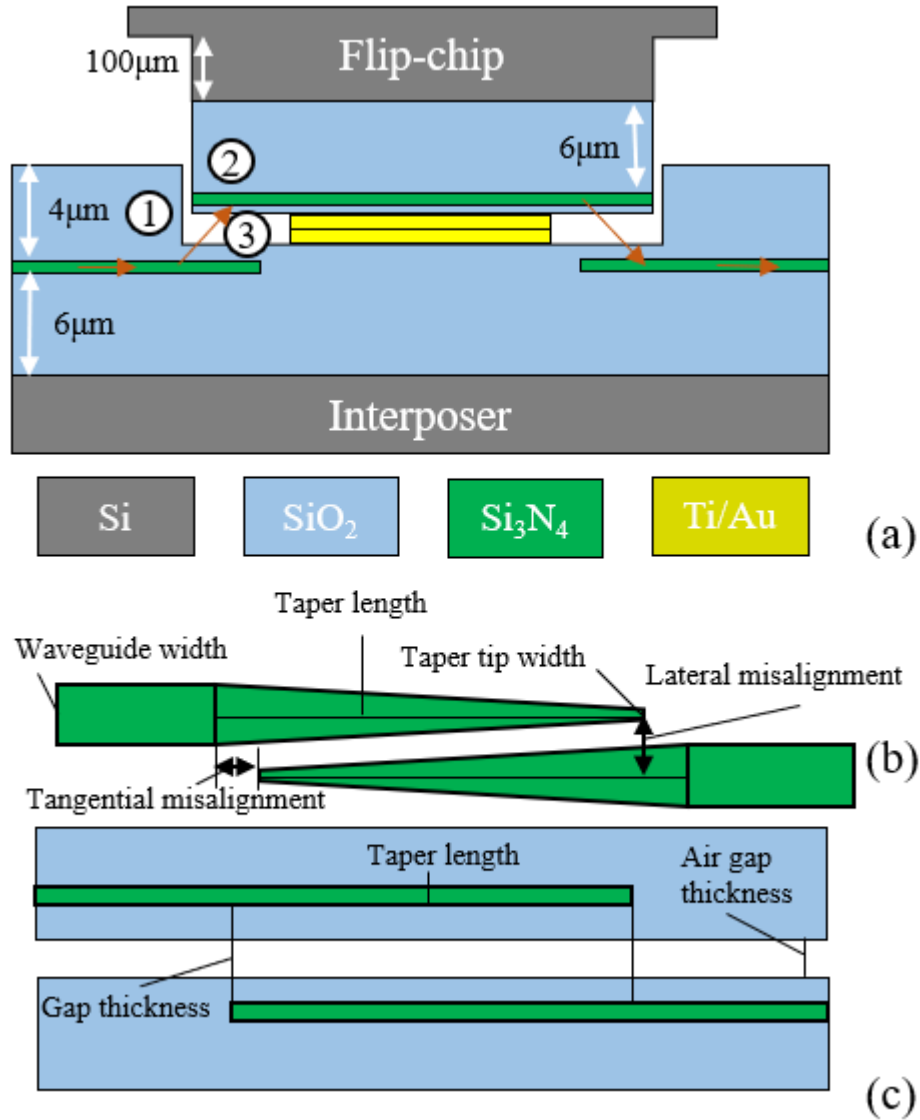 Flip-chip
100μm
②
6μm
4μm
①
③
6μm
Interposer
Si
SiO₂
Si₃N₄
Ti/Au
(a)
Taper length
Waveguide width
Taper tip width
Lateral misalignment
(b)
Tangential misalignment
Taper length
Air gap
thickness
Gap thickness
(c)